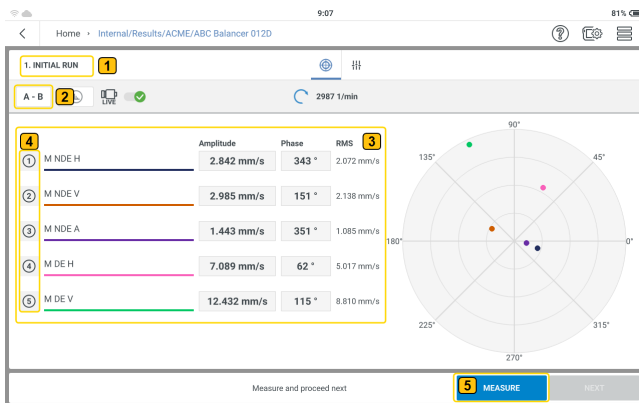 9:07
81%
Home › Internal/Results/ACME/ABC Balancer 012D
1. INITIAL RUN
1
A - B
2
LIVE
2987 1/min
4
Amplitude Phase RMS 3
1 M NDE H 2.842 mm/s 343 ° 2.072 mm/s
2 M NDE V 2.985 mm/s 151 ° 2.138 mm/s
3 M NDE A 1.443 mm/s 351 ° 1.085 mm/s
4 M DE H 7.089 mm/s 62 ° 5.017 mm/s
5 M DE V 12.432 mm/s 115 ° 8.810 mm/s
90°
135° 45°
180° 0°
225° 315°
270°
Measure and proceed next
5 MEASURE
NEXT